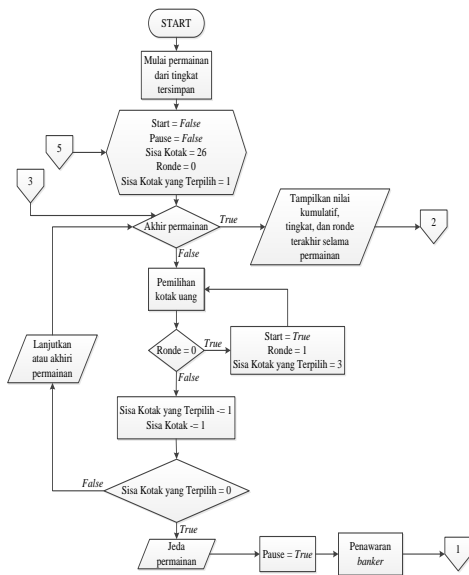 START
Mulai permainan
dari tingkat
tersimpan
Start = False
Pause = False
Sisa Kotak = 26
Ronde = 0
Sisa Kotak yang Terpilih = 1
5
3
Akhir permainan
True
Tampilkan nilai
kumulatif,
tingkat, dan ronde
terakhir selama
permainan
2
False
Pemilihan
kotak uang
Ronde = 0
True
Start = True
Ronde = 1
Sisa Kotak yang Terpilih = 3
Lanjutkan
atau akhiri
permainan
False
Sisa Kotak yang Terpilih -= 1
Sisa Kotak -= 1
False
Sisa Kotak yang Terpilih = 0
True
Jeda
permainan
Pause = True
Penawaran
banker
1